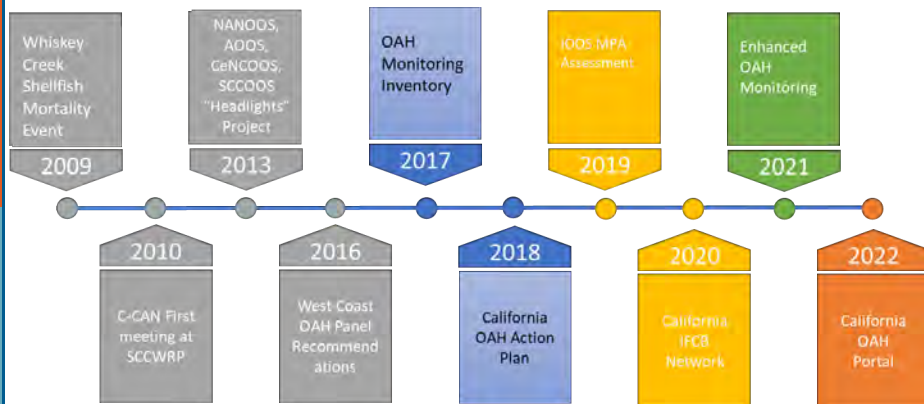 Whiskey
Creek
Shellfish
Mortality
Event
2009
NANOOS,
AOOS,
CeNCOOS,
SCCOOS
"Headlights"
Project
2013
OAH
Monitoring
Inventory
2017
IOOS MPA
Assessment
2019
Enhanced
OAH
Monitoring
2021
2010
C-CAN First
meeting at
SCCWRP
2016
West Coast
OAH Panel
Recommend
ations
2018
California
OAH Action
Plan
2020
California
IFCB
Network
2022
California
OAH
Portal